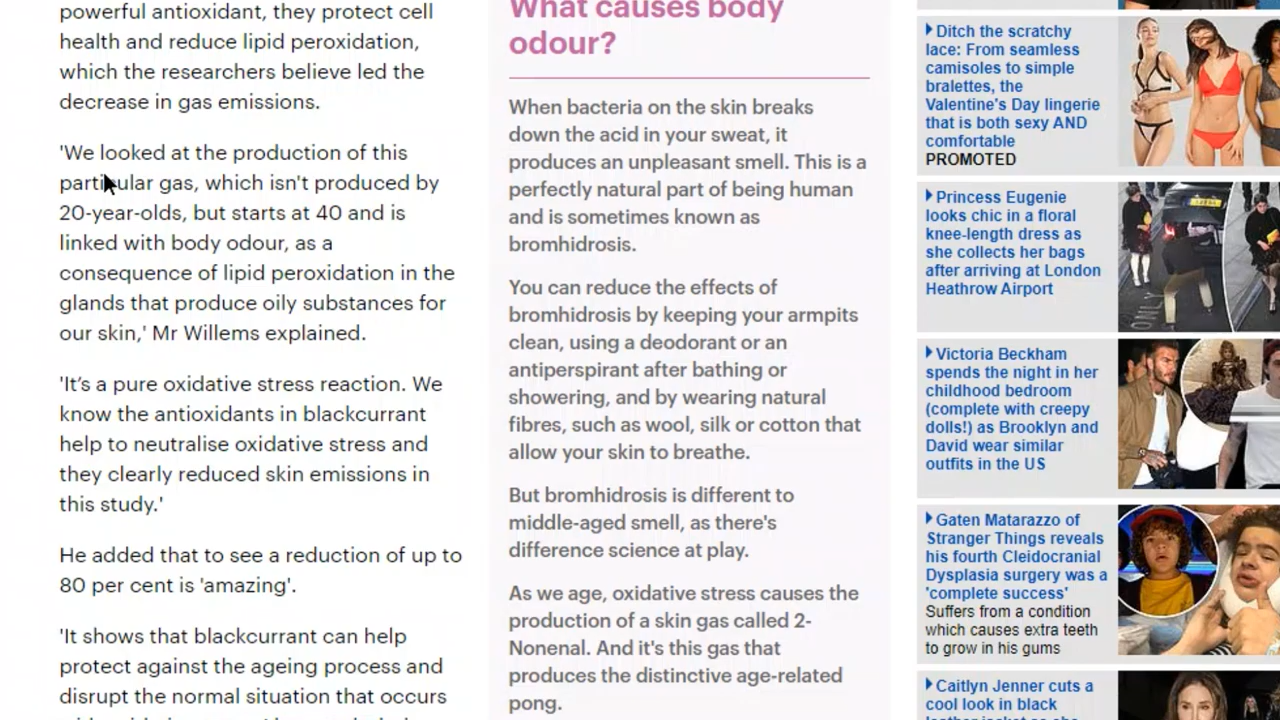 powerful antioxidant, they protect cell
health and reduce lipid peroxidation,
which the researchers believe led the
decrease in gas emissions.
'We looked at the production of this
particular gas, which isn't produced by
20-year-olds, but starts at 40 and is
linked with body odour, as a
consequence of lipid peroxidation in the
glands that produce oily substances for
our skin,' Mr Willems explained.
'It's a pure oxidative stress reaction. We
know the antioxidants in blackcurrant
help to neutralise oxidative stress and
they clearly reduced skin emissions in
this study.'
He added that to see a reduction of up to
80 per cent is 'amazing'.
'It shows that blackcurrant can help
protect against the ageing process and
disrupt the normal situation that occurs
What causes body
odour?
When bacteria on the skin breaks
down the acid in your sweat, it
produces an unpleasant smell. This is a
perfectly natural part of being human
and is sometimes known as
bromhidrosis.
You can reduce the effects of
bromhidrosis by keeping your armpits
clean, using a deodorant or an
antiperspirant after bathing or
showering, and by wearing natural
fibres, such as wool, silk or cotton that
allow your skin to breathe.
But bromhidrosis is different to
middle-aged smell, as there's
difference science at play.
As we age, oxidative stress causes the
production of a skin gas called 2-
Nonenal. And it's this gas that
produces the distinctive age-related
pong.
Ditch the scratchy
lace: From seamless
camisoles to simple
bralettes, the
Valentine's Day lingerie
that is both sexy AND
comfortable
PROMOTED
Princess Eugenie
looks chic in a floral
knee-length dress as
she collects her bags
after arriving at London
Heathrow Airport
Victoria Beckham
spends the night in her
childhood bedroom
(complete with creepy
dolls!) as Brooklyn and
David wear similar
outfits in the US
Gaten Matarazzo of
Stranger Things reveals
his fourth Cleidocranial
Dysplasia surgery was a
'complete success'
Suffers from a condition
which causes extra teeth
to grow in his gums
Caitlyn Jenner cuts a
cool look in black